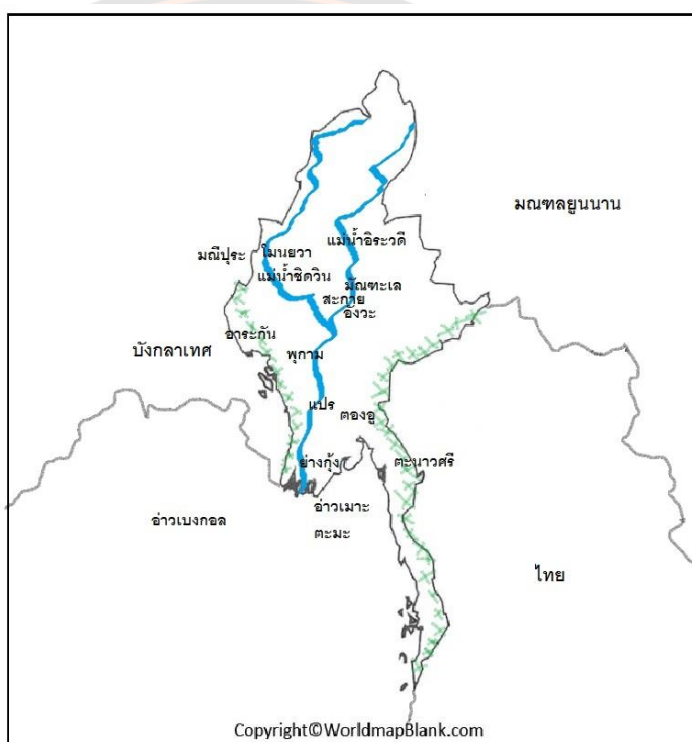 มณฑลยูนนาน
แม่น้ำอิระวดี
มณีปุระ
โมนยวา
แม่น้ำชิดวิน
มัณฑะเล
สะกาย
อังวะ
อาระกัน
บังกลาเทศ
พุกาม
แปร
ตองอู
ย่างกุ้ง
ตะนาวศรี
อ่าวเบงกอล
อ่าวเมาะ
ตะมะ
ไทย
Copyright©WorldmapBlank.com